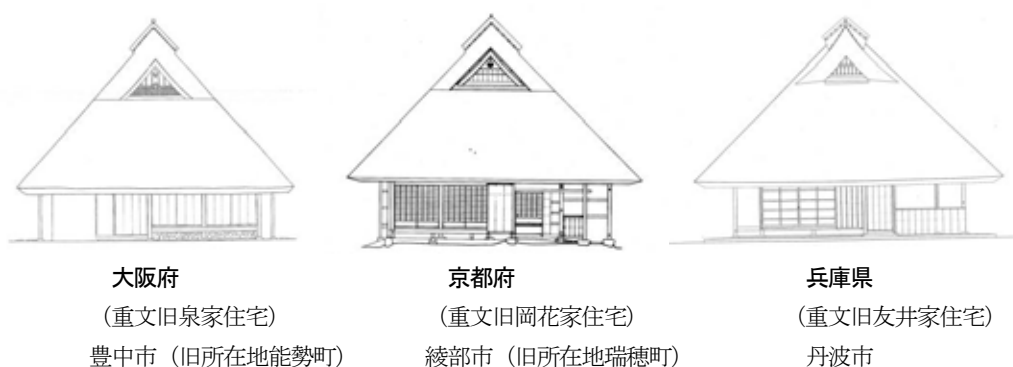 大阪府
（重文旧泉家住宅）
豊中市（旧所在地能勢町）
京都府
（重文旧岡花家住宅）
綾部市（旧所在地瑞穂町）
兵庫県
（重文旧友井家住宅）
丹波市